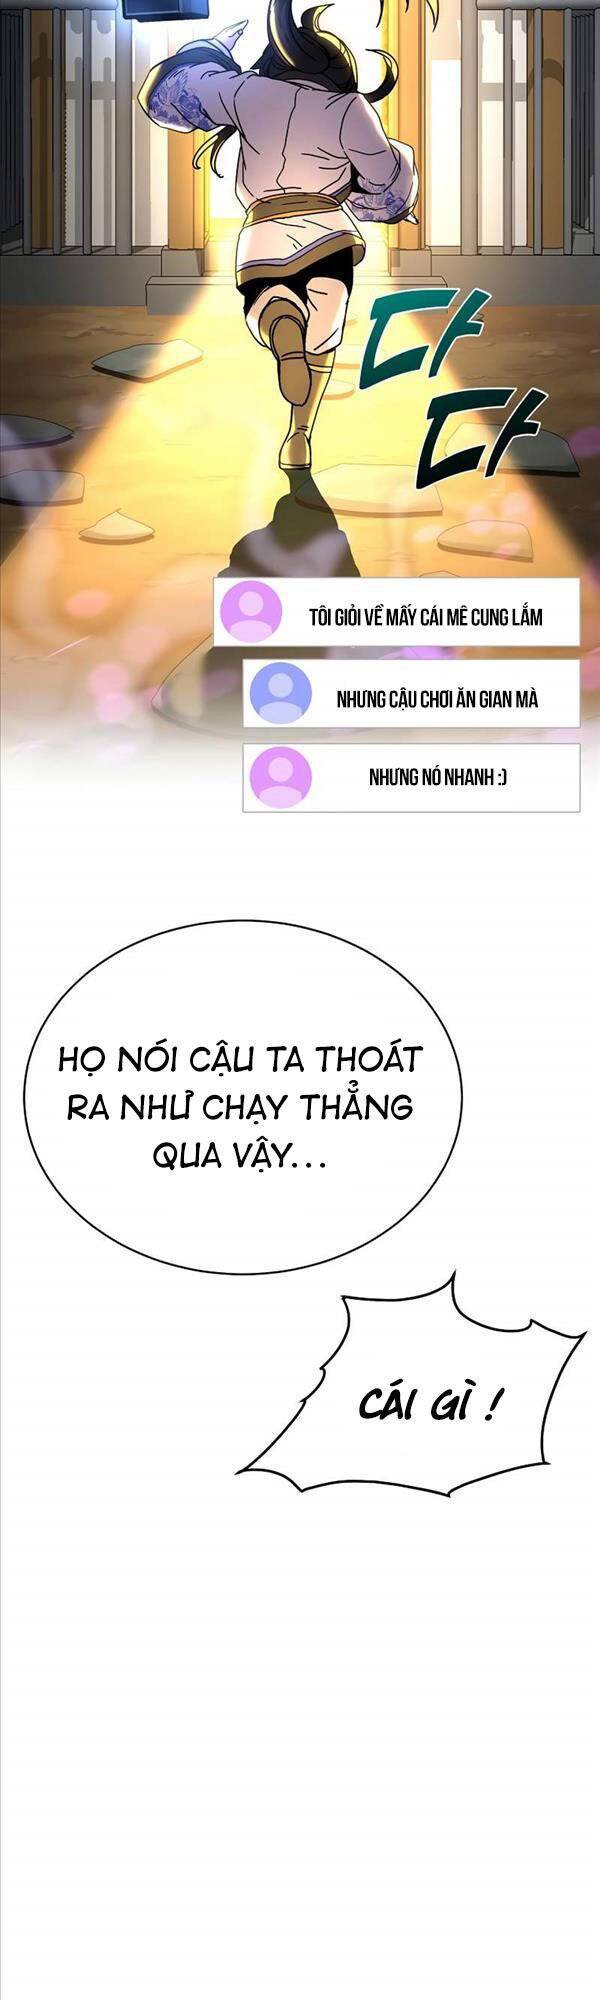 다
다
TÔI GIỎI VỀ MẤY CÁI MÊ CUNG LẮM
NHƯNG CẬU CHƠI ĂN GIAN MÀ
NHƯNG NÓ NHANH :)
HỌ NÓI CẬU TA THOÁT
RA NHƯ CHẠY THẲNG
QUA VẬY...
CÁI GÌ !